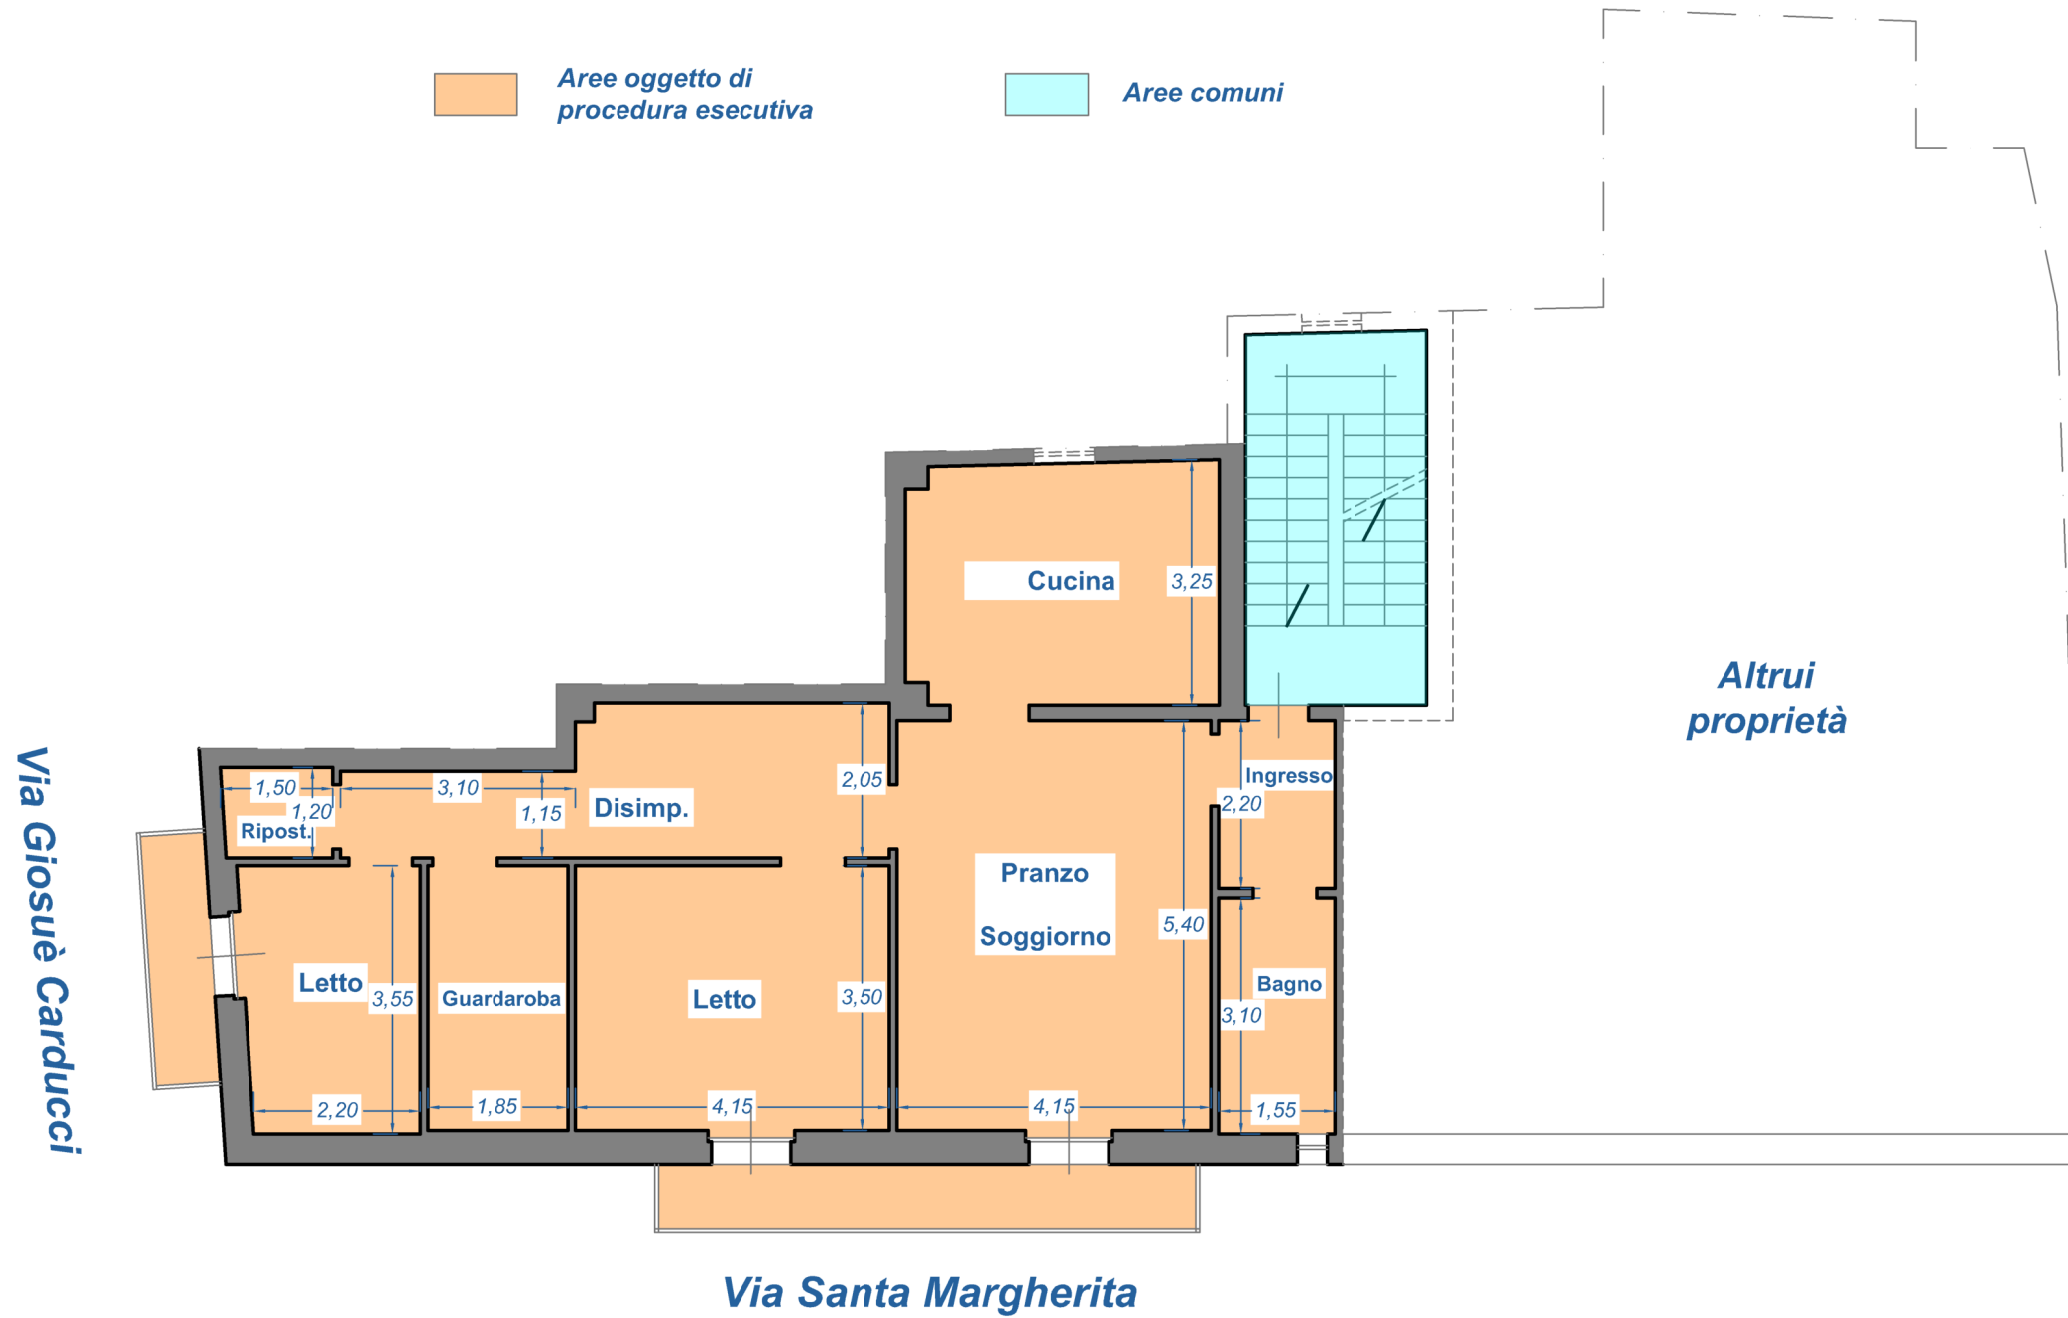 Aree oggetto di
procedura esecutiva
Aree comuni
Cucina
3,25
Altrui
proprietà
Via Giosuè Carducci
1,50
1,20
Ripost.
3,10
1,15
Disimp.
2,05
Ingresso
2,20
Pranzo
Soggiorno
5,40
Letto
3,55
Guardaroba
Letto
3,50
Bagno
3,10
2,20
1,85
4,15
4,15
1,55
Via Santa Margherita